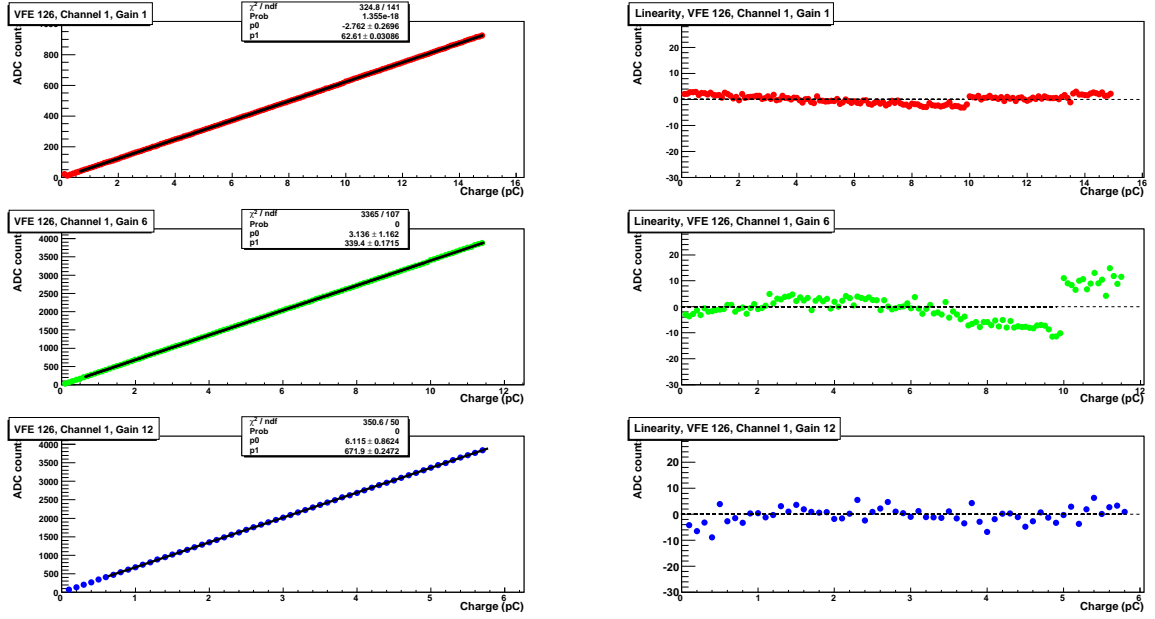 VFE 126, Channel 1, Gain 1
χ² / ndf 324.8 / 141
Prob 1.355e-18
p0 -2.762 ± 0.2696
p1 62.61 ± 0.03086
ADC count
800
600
400
200
0
0 2 4 6 8 10 12 14 16
Charge (pC)
Linearity, VFE 126, Channel 1, Gain 1
ADC count
20
10
0
-10
-20
-30
0 2 4 6 8 10 12 14 16
Charge (pC)
VFE 126, Channel 1, Gain 6
χ² / ndf 3365 / 107
Prob 0
p0 3.136 ± 1.162
p1 339.4 ± 0.1715
ADC count
4000
3500
3000
2500
2000
1500
1000
500
0
0 2 4 6 8 10 12
Charge (pC)
Linearity, VFE 126, Channel 1, Gain 6
ADC count
20
10
0
-10
-20
-30
0 2 4 6 8 10 12
Charge (pC)
VFE 126, Channel 1, Gain 12
χ² / ndf 350.6 / 50
Prob 0
p0 6.115 ± 0.8624
p1 671.9 ± 0.2472
ADC count
4000
3500
3000
2500
2000
1500
1000
500
0
0 1 2 3 4 5 6
Charge (pC)
Linearity, VFE 126, Channel 1, Gain 12
ADC count
20
10
0
-10
-20
-30
0 1 2 3 4 5 6
Charge (pC)